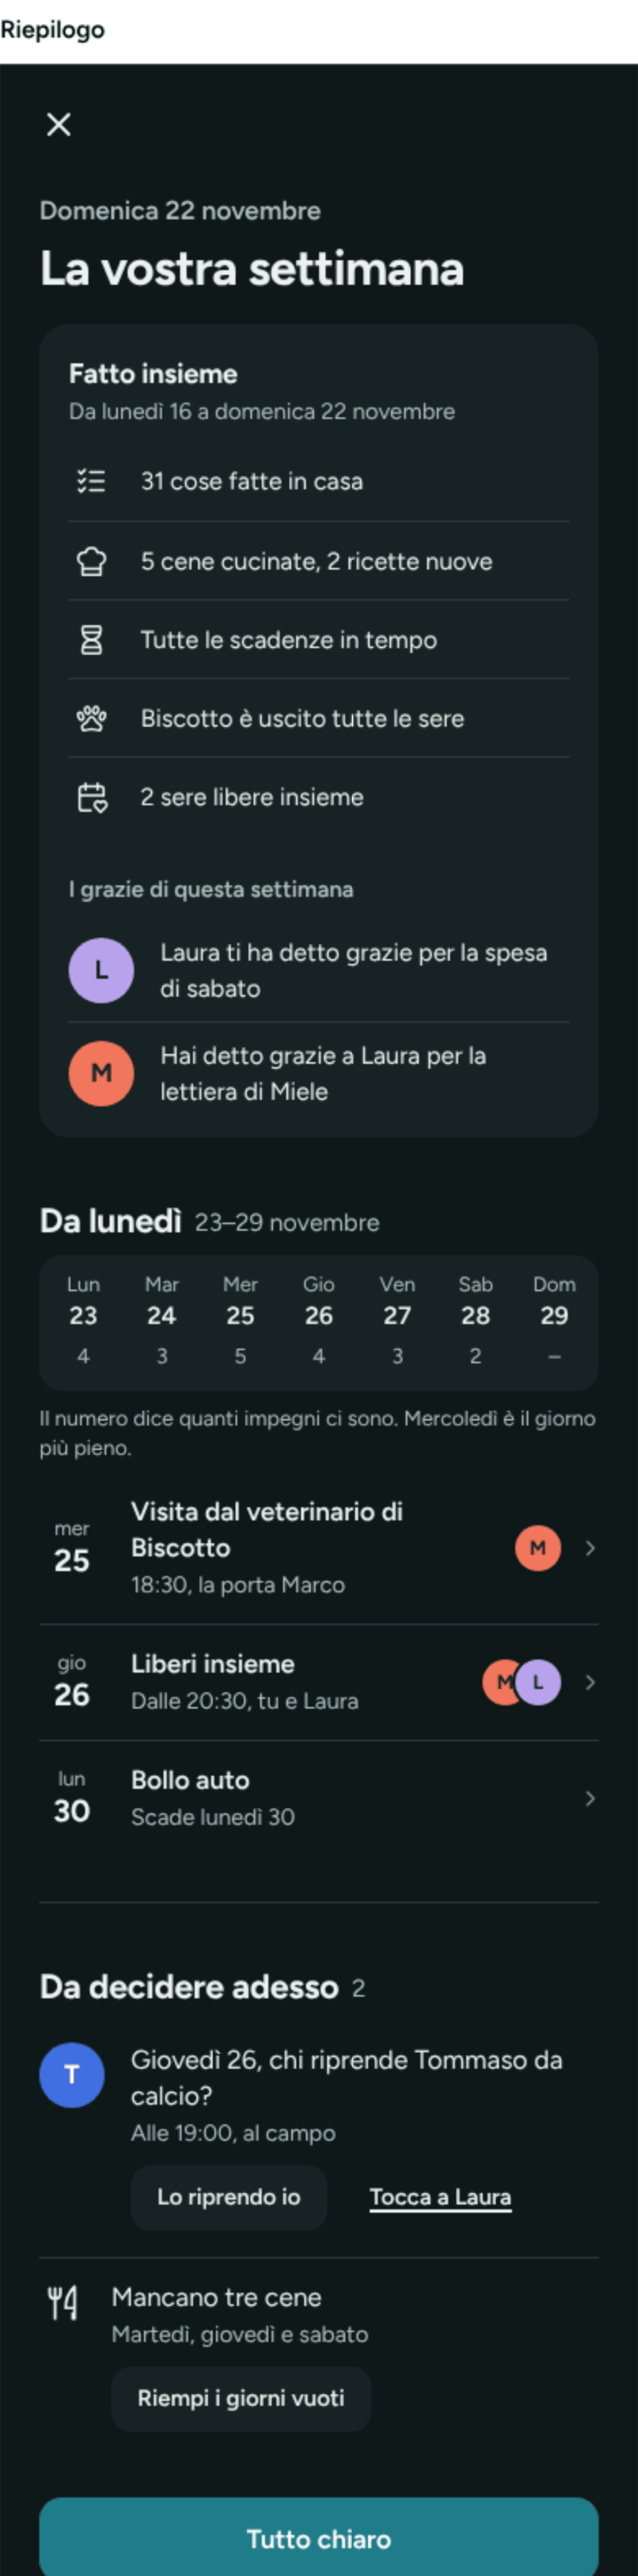 Riepilogo
Domenica 22 novembre
La vostra settimana
Fatto insieme
Da lunedì 16 a domenica 22 novembre
31 cose fatte in casa
5 cene cucinate, 2 ricette nuove
Tutte le scadenze in tempo
Biscotto è uscito tutte le sere
2 sere libere insieme
I grazie di questa settimana
L
Laura ti ha detto grazie per la spesa
di sabato
M
Hai detto grazie a Laura per la
lettiera di Miele
Da lunedì 23–29 novembre
Lun Mar Mer Gio Ven Sab Dom
23 24 25 26 27 28 29
4 3 5 4 3 2 –
Il numero dice quanti impegni ci sono. Mercoledì è il giorno
più pieno.
mer
25
Visita dal veterinario di
Biscotto
18:30, la porta Marco
M
gio
26
Liberi insieme
Dalle 20:30, tu e Laura
M L
lun
30
Bollo auto
Scade lunedì 30
Da decidere adesso 2
T
Giovedì 26, chi riprende Tommaso da
calcio?
Alle 19:00, al campo
Lo riprendo io Tocca a Laura
Mancano tre cene
Martedì, giovedì e sabato
Riempi i giorni vuoti
Tutto chiaro